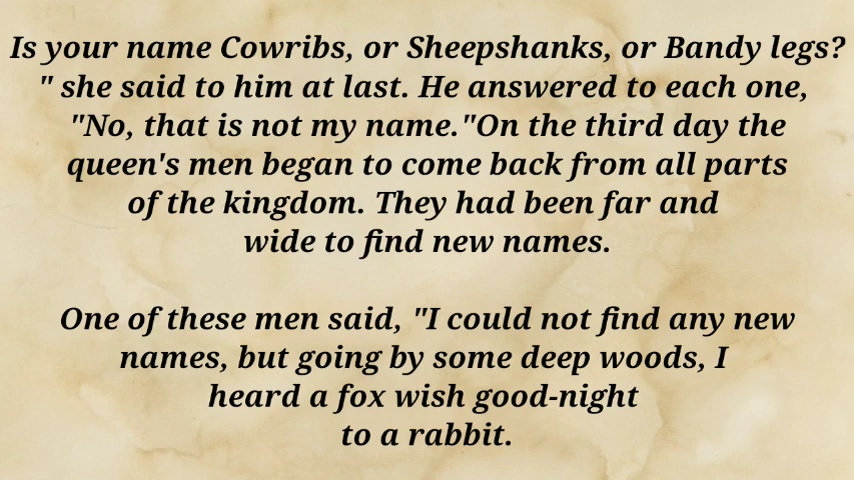 Is your name Cowribs, or Sheepshanks, or Bandy legs?
" she said to him at last. He answered to each one,
"No, that is not my name."On the third day the
queen's men began to come back from all parts
of the kingdom. They had been far and
wide to find new names.
One of these men said, "I could not find any new
names, but going by some deep woods, I
heard a fox wish good-night
to a rabbit.